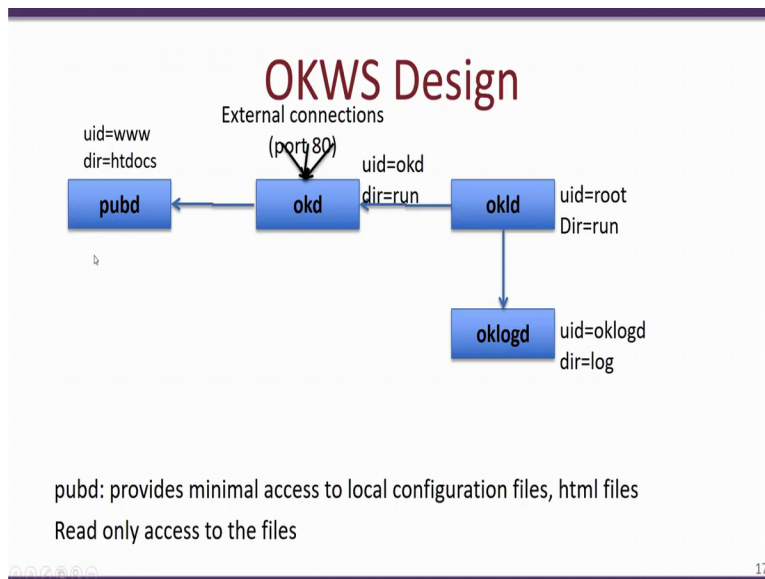 OKWS Design
External connections
(port 80)
uid=www
dir=htdocs
uid=okd
dir=run
pubd
okd
okld
uid=root
Dir=run
oklogd
uid=oklogd
dir=log
pubd: provides minimal access to local configuration files, html files
Read only access to the files
17